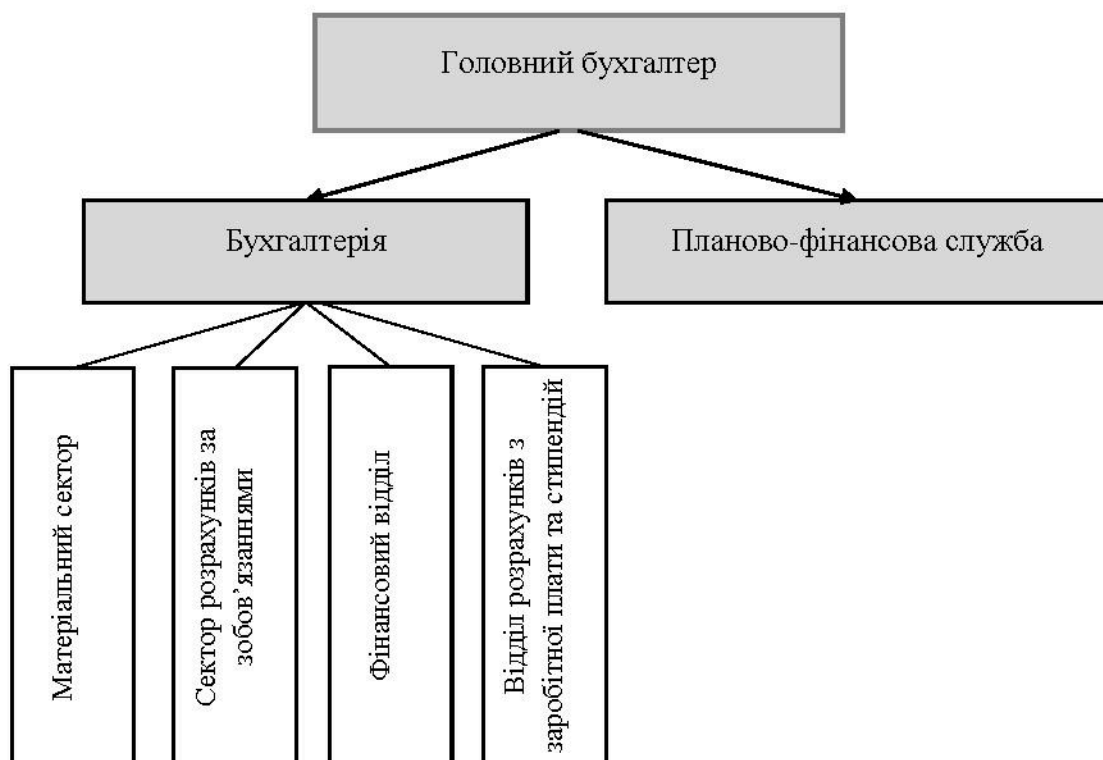 Головний бухгалтер
Бухгалтерія
Планово-фінансова служба
Матеріальний сектор
Сектор розрахунків за
зобов’язаннями
Фінансовий відділ
Відділ розрахунків з
заробітної плати та стипендій